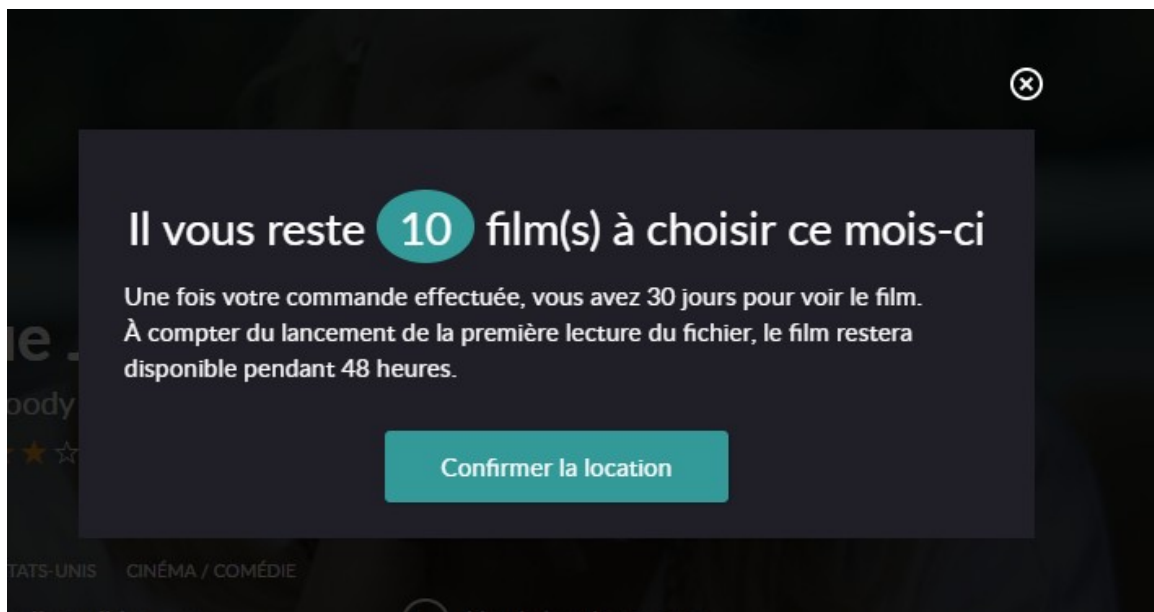 Il vous reste 10 film(s) à choisir ce mois-ci
Une fois votre commande effectuée, vous avez 30 jours pour voir le film.
À compter du lancement de la première lecture du fichier, le film restera
disponible pendant 48 heures.
Confirmer la location
CINÉMA / COMÉDIE